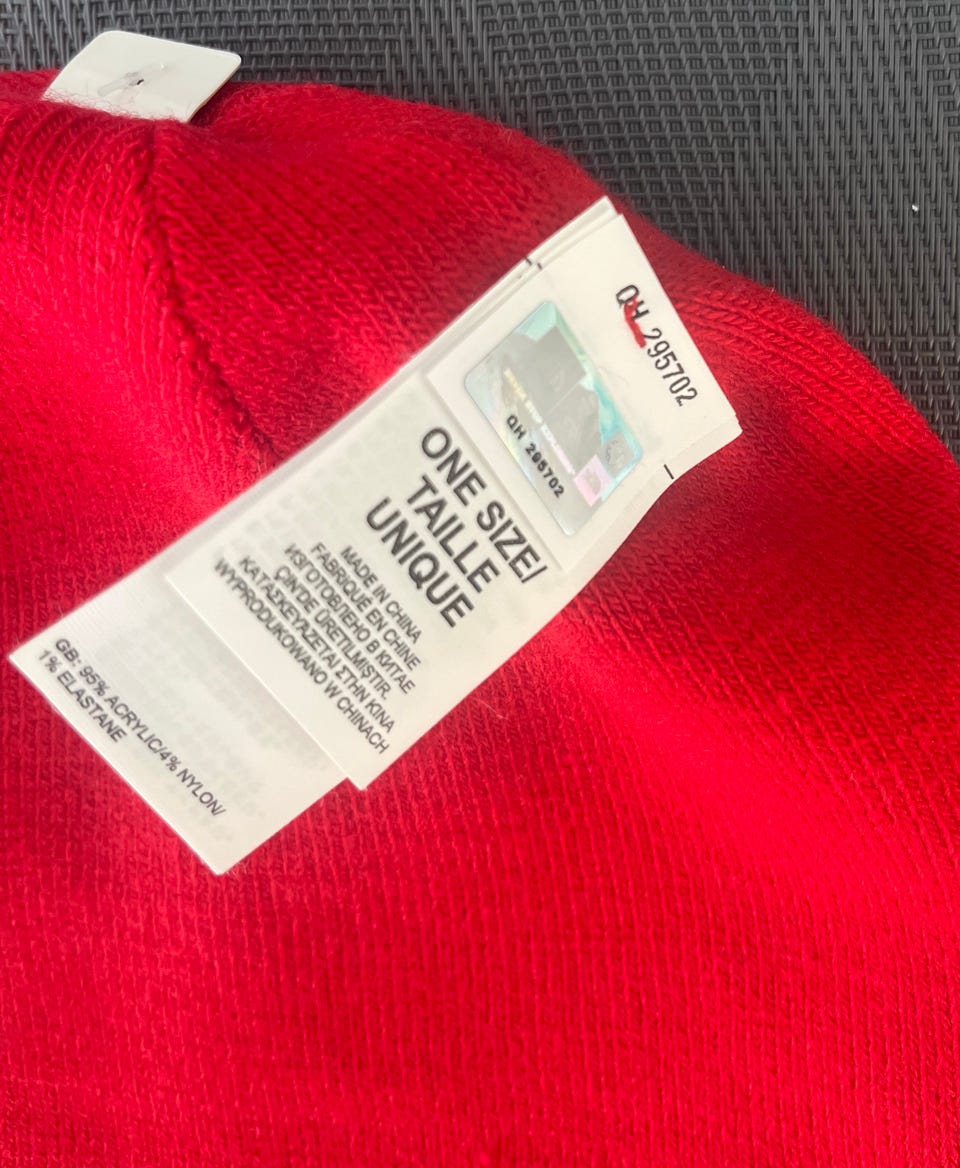 QH 295702
QH 295702
ONE SIZE/
TAILLE
UNIQUE
MADE IN CHINA
FABRIQUÉ EN CHINE
ИЗГОТОВЛЕНО В КИТАЕ
ÇIN'DE ÜRETILMIŞTIR.
ΚΑΤΑΣΚΕΥΑΖΕΤΑΙ ΣΤΗΝ ΚΙΝΑ
WYPRODUKOWANO W CHINACH
GB: 95% ACRYLIC/4% NYLON/
1% ELASTANE